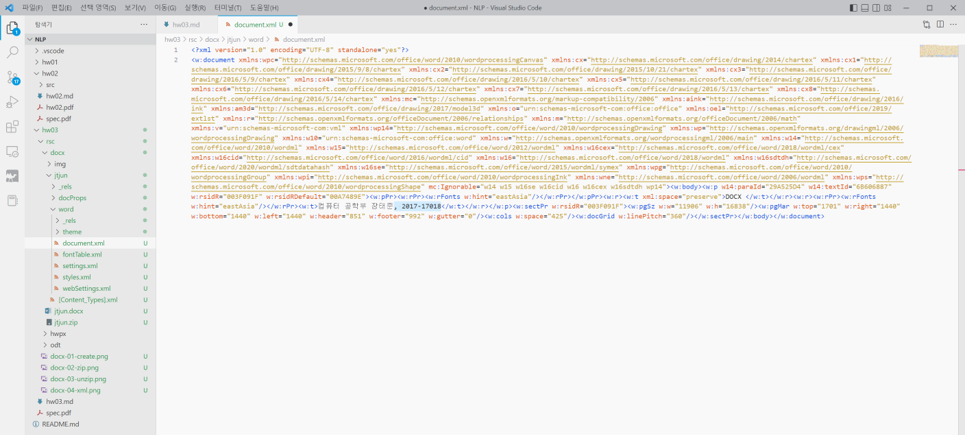 파일(F) 편집(E) 선택 영역(S) 보기(V) 이동(G) 실행(R) 터미널(T) 도움말(H)
● document.xml - NLP - Visual Studio Code
탐색기 ···
NLP
.vscode
hw01
hw02
src
hw02.md
hw02.pdf
spec.pdf
hw03
rsc
docx
img
jtjun
_rels
docProps
word
_rels
theme
document.xml U
fontTable.xml U
settings.xml U
styles.xml U
webSettings.xml U
[Content_Types].xml U
jtjun.docx U
jtjun.zip U
hwpx
odt
docx-01-create.png U
docx-02-zip.png U
docx-03-unzip.png U
docx-04-xml.png U
hw03.md
spec.pdf
README.md
1
17
hw03.md
document.xml U ●
hw03 > rsc > docx > jtjun > word > document.xml
1 <?xml version="1.0" encoding="UTF-8" standalone="yes"?>
2 <w:document xmlns:wpc="http://schemas.microsoft.com/office/word/2010/wordprocessingCanvas" xmlns:cx="http://schemas.microsoft.com/office/drawing/2014/chartex" xmlns:cx1="http://
schemas.microsoft.com/office/drawing/2015/9/8/chartex" xmlns:cx2="http://schemas.microsoft.com/office/drawing/2015/10/21/chartex" xmlns:cx3="http://schemas.microsoft.com/office/
drawing/2016/5/9/chartex" xmlns:cx4="http://schemas.microsoft.com/office/drawing/2016/5/10/chartex" xmlns:cx5="http://schemas.microsoft.com/office/drawing/2016/5/11/chartex"
xmlns:cx6="http://schemas.microsoft.com/office/drawing/2016/5/12/chartex" xmlns:cx7="http://schemas.microsoft.com/office/drawing/2016/5/13/chartex" xmlns:cx8="http://schemas.
microsoft.com/office/drawing/2016/5/14/chartex" xmlns:mc="http://schemas.openxmlformats.org/markup-compatibility/2006" xmlns:aink="http://schemas.microsoft.com/office/drawing/2016/
ink" xmlns:am3d="http://schemas.microsoft.com/office/drawing/2017/model3d" xmlns:o="urn:schemas-microsoft-com:office:office" xmlns:oel="http://schemas.microsoft.com/office/2019/
extlst" xmlns:r="http://schemas.openxmlformats.org/officeDocument/2006/relationships" xmlns:m="http://schemas.openxmlformats.org/officeDocument/2006/math"
xmlns:v="urn:schemas-microsoft-com:vml" xmlns:wp14="http://schemas.microsoft.com/office/word/2010/wordprocessingDrawing" xmlns:wp="http://schemas.openxmlformats.org/drawingml/2006/
wordprocessingDrawing" xmlns:w10="urn:schemas-microsoft-com:office:word" xmlns:w="http://schemas.openxmlformats.org/wordprocessingml/2006/main" xmlns:w14="http://schemas.microsoft.
com/office/word/2010/wordml" xmlns:w15="http://schemas.microsoft.com/office/word/2012/wordml" xmlns:w16cex="http://schemas.microsoft.com/office/word/2018/wordml/cex"
xmlns:w16cid="http://schemas.microsoft.com/office/word/2016/wordml/cid" xmlns:w16="http://schemas.microsoft.com/office/word/2018/wordml" xmlns:w16sdtdh="http://schemas.microsoft.com/
office/word/2020/wordml/sdtdatahash" xmlns:w16se="http://schemas.microsoft.com/office/word/2015/wordml/symex" xmlns:wpg="http://schemas.microsoft.com/office/word/2010/
wordprocessingGroup" xmlns:wpi="http://schemas.microsoft.com/office/word/2010/wordprocessingInk" xmlns:wne="http://schemas.microsoft.com/office/word/2006/wordml" xmlns:wps="http://
schemas.microsoft.com/office/word/2010/wordprocessingShape" mc:Ignorable="w14 w15 w16se w16cid w16 w16cex w16sdtdh wp14"><w:body><w:p w14:paraId="29A525D4" w14:textId="6B606887"
w:rsidR="003F091F" w:rsidRDefault="00A7489E"><w:pPr><w:rPr><w:rFonts w:hint="eastAsia"/></w:rPr></w:pPr><w:r><w:t xml:space="preserve">DOCX </w:t></w:r><w:r><w:rPr><w:rFonts
w:hint="eastAsia"/></w:rPr><w:t>컴퓨터 공학부 장태준, 2017-17018</w:t></w:r></w:p><w:sectPr w:rsidR="003F091F"><w:pgSz w:w="11906" w:h="16838"/><w:pgMar w:top="1701" w:right="1440"
w:bottom="1440" w:left="1440" w:header="851" w:footer="992" w:gutter="0"/><w:cols w:space="425"/><w:docGrid w:linePitch="360"/></w:sectPr></w:body></w:document>